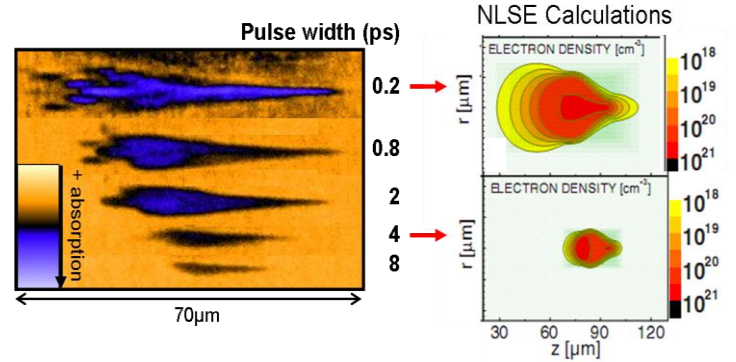 Pulse width (ps)
0.2
0.8
2
4
8
+ absorption
70µm
NLSE Calculations
ELECTRON DENSITY [cm⁻³]
r [µm]
10¹⁸
10¹⁹
10²⁰
10²¹
ELECTRON DENSITY [cm⁻³]
r [µm]
10¹⁸
10¹⁹
10²⁰
10²¹
30 60 90 120
z [µm]